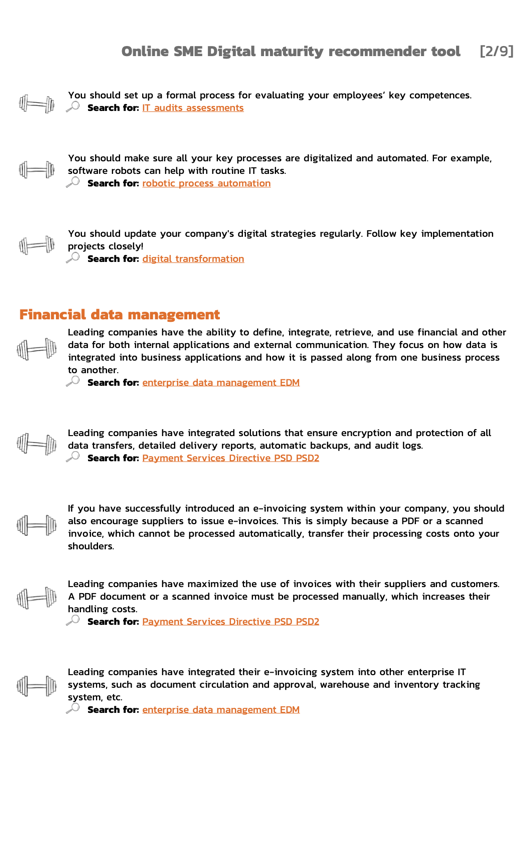 Online SME Digital maturity recommender tool [2/9]
You should set up a formal process for evaluating your employees' key competences.
Search for: IT audits assessments
You should make sure all your key processes are digitalized and automated. For example,
software robots can help with routine IT tasks.
Search for: robotic process automation
You should update your company's digital strategies regularly. Follow key implementation
projects closely!
Search for: digital transformation
Financial data management
Leading companies have the ability to define, integrate, retrieve, and use financial and other
data for both internal applications and external communication. They focus on how data is
integrated into business applications and how it is passed along from one business process
to another.
Search for: enterprise data management EDM
Leading companies have integrated solutions that ensure encryption and protection of all
data transfers, detailed delivery reports, automatic backups, and audit logs.
Search for: Payment Services Directive PSD PSD2
If you have successfully introduced an e-invoicing system within your company, you should
also encourage suppliers to issue e-invoices. This is simply because a PDF or a scanned
invoice, which cannot be processed automatically, transfer their processing costs onto your
shoulders.
Leading companies have maximized the use of invoices with their suppliers and customers.
A PDF document or a scanned invoice must be processed manually, which increases their
handling costs.
Search for: Payment Services Directive PSD PSD2
Leading companies have integrated their e-invoicing system into other enterprise IT
systems, such as document circulation and approval, warehouse and inventory tracking
system, etc.
Search for: enterprise data management EDM